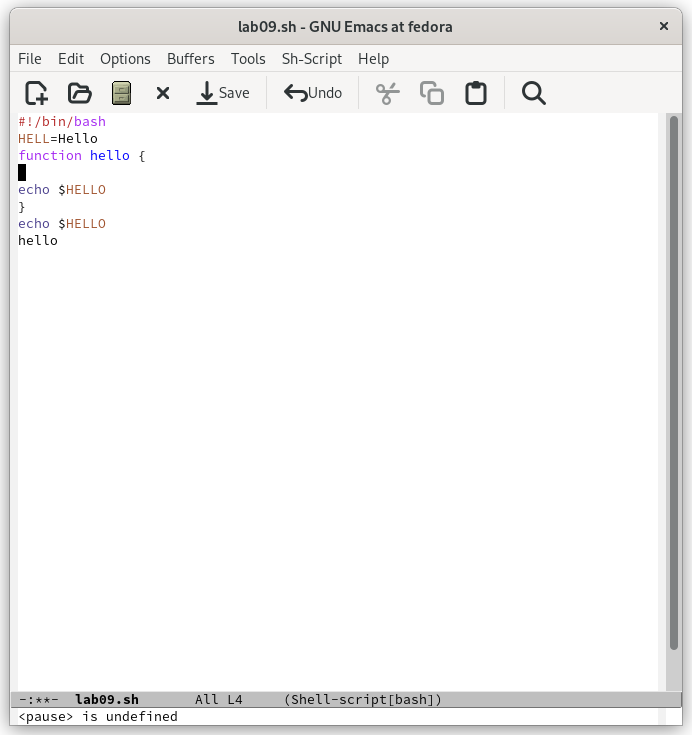 lab09.sh - GNU Emacs at fedora
File Edit Options Buffers Tools Sh-Script Help
Save Undo
#!/bin/bash
HELL=Hello
function hello {
echo $HELLO
}
echo $HELLO
hello
-:**- lab09.sh All L4 (Shell-script[bash])
<pause> is undefined